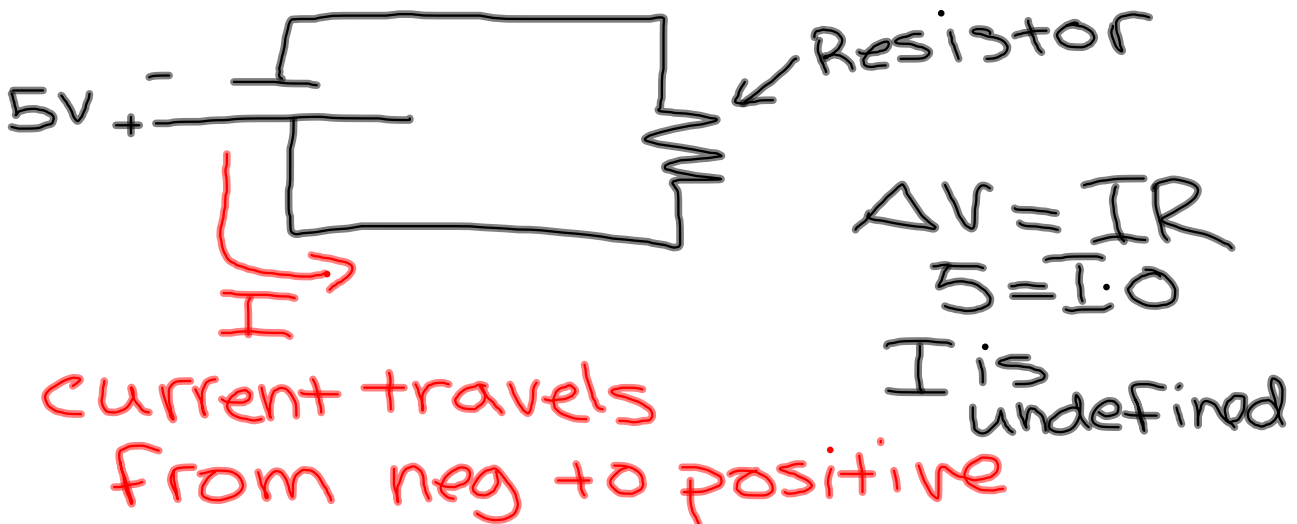 Resistor
-
5V +
ΔV = IR
5 = I·0
I
I is
undefined
current travels
from neg to positive